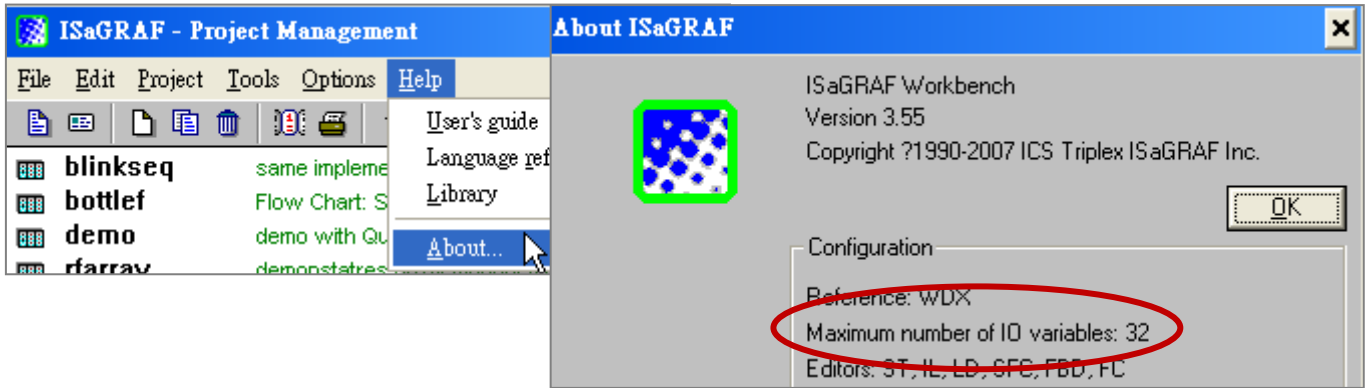 ISaGRAF - Project Management
File Edit Project Tools Options Help
User's guide
Language ref
Library
About...
blinkseq same impleme
bottlef Flow Chart: S
demo demo with Qu
rfarray demonstatres
About ISaGRAF
ISaGRAF Workbench
Version 3.55
Copyright ?1990-2007 ICS Triplex ISaGRAF Inc.
OK
Configuration
Reference: WDX
Maximum number of IO variables: 32
Editors: ST, IL, LD, SFC, FBD, FC